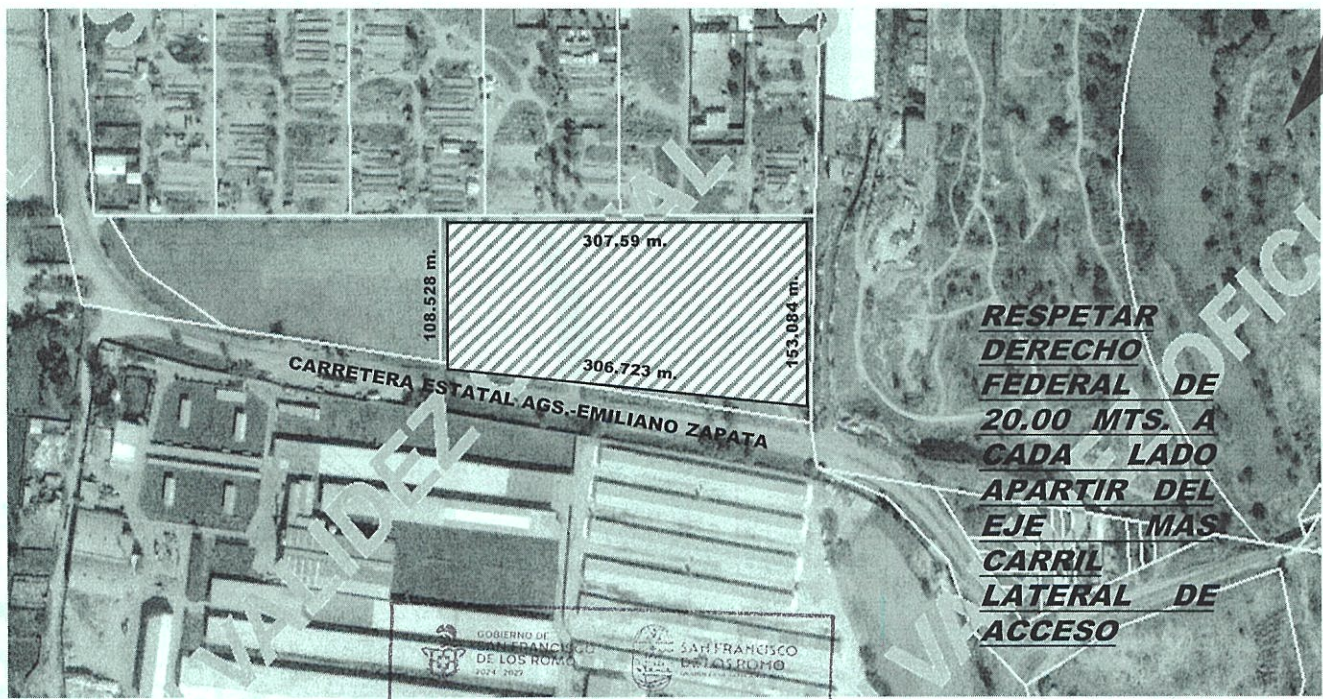 307.59 m.
108.528 m.
153.084 m.
306.723 m.
CARRETERA ESTATAL AGS.-EMILIANO ZAPATA
RESPETAR
DERECHO
FEDERAL DE
20.00 MTS. A
CADA LADO
APARTIR DEL
EJE MAS
CARRIL
LATERAL DE
ACCESO
GOBIERNO DE
SAN FRANCISCO
DE LOS ROMO
2024 - 2027
SAN FRANCISCO
DE LOS ROMO